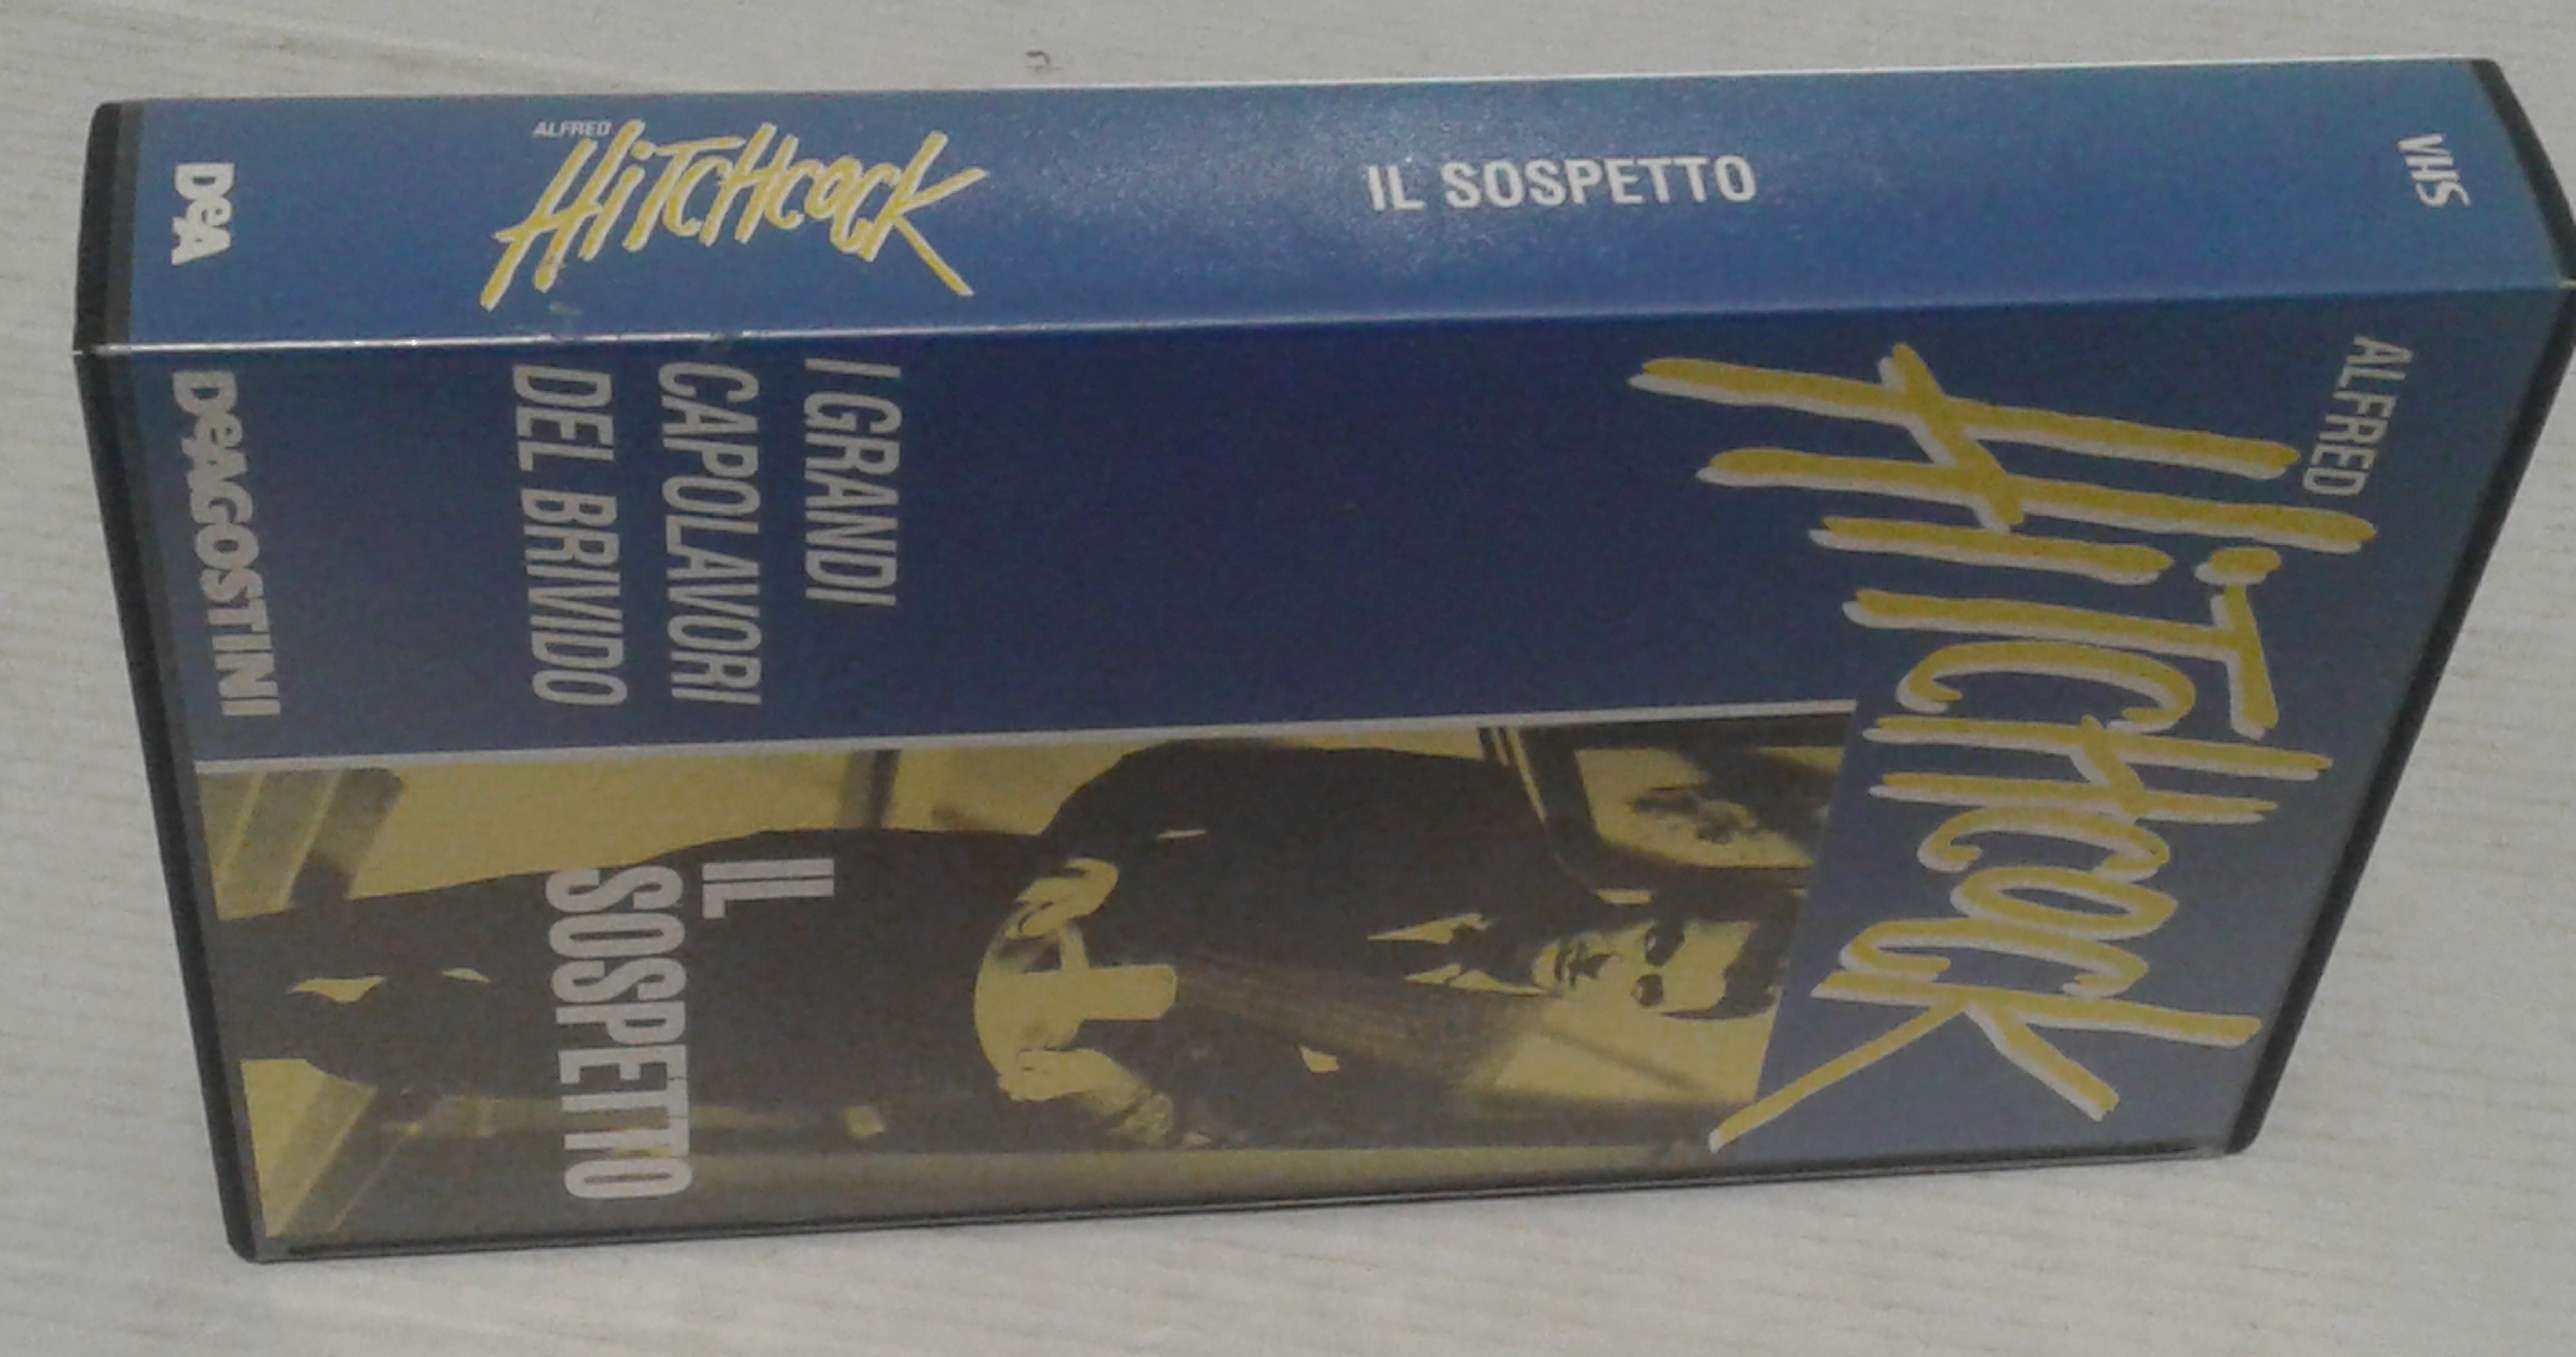 DeA
ALFRED
HiTCHCOCK
IL SOSPETTO
VHS
ALFRED
HiTCHCOCK
I GRANDI
CAPOLAVORI
DEL BRIVIDO
IL
SOSPETTO
DeAGOSTINI